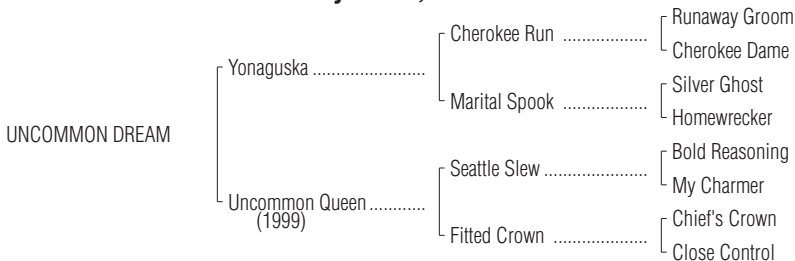 Runaway Groom
Cherokee Run ..................
Cherokee Dame
Yonaguska ........................
Silver Ghost
Marital Spook ..................
Homewrecker
UNCOMMON DREAM
Bold Reasoning
Seattle Slew ......................
My Charmer
Uncommon Queen ............
(1999)
Chief's Crown
Fitted Crown ....................
Close Control